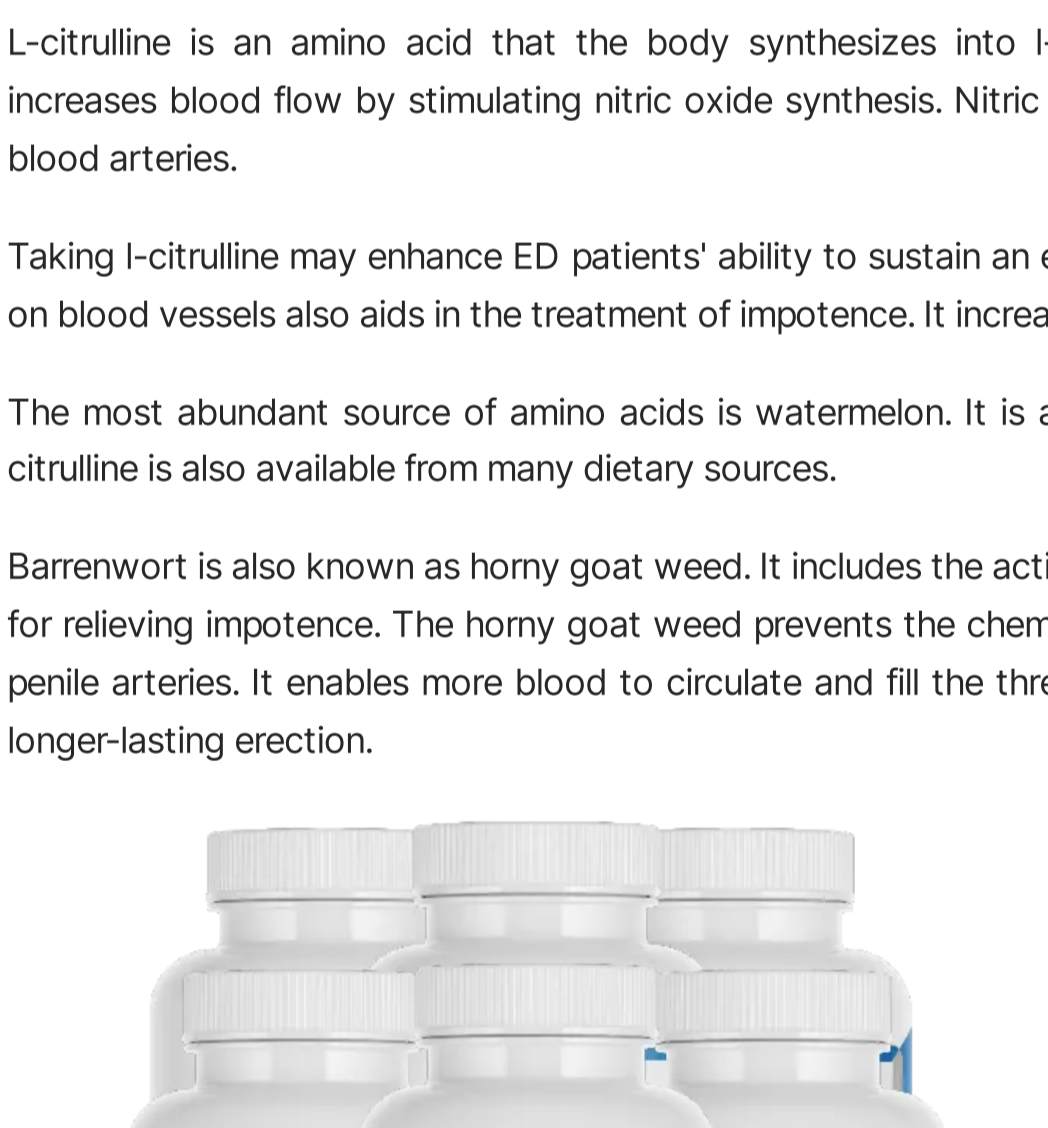 L-citrulline is an amino acid that the body synthesizes into l-
increases blood flow by stimulating nitric oxide synthesis. Nitric
blood arteries.
Taking l-citrulline may enhance ED patients' ability to sustain an
on blood vessels also aids in the treatment of impotence. It increa
The most abundant source of amino acids is watermelon. It is a
citrulline is also available from many dietary sources.
Barrenwort is also known as horny goat weed. It includes the acti
for relieving impotence. The horny goat weed prevents the chem
penile arteries. It enables more blood to circulate and fill the thre
longer-lasting erection.